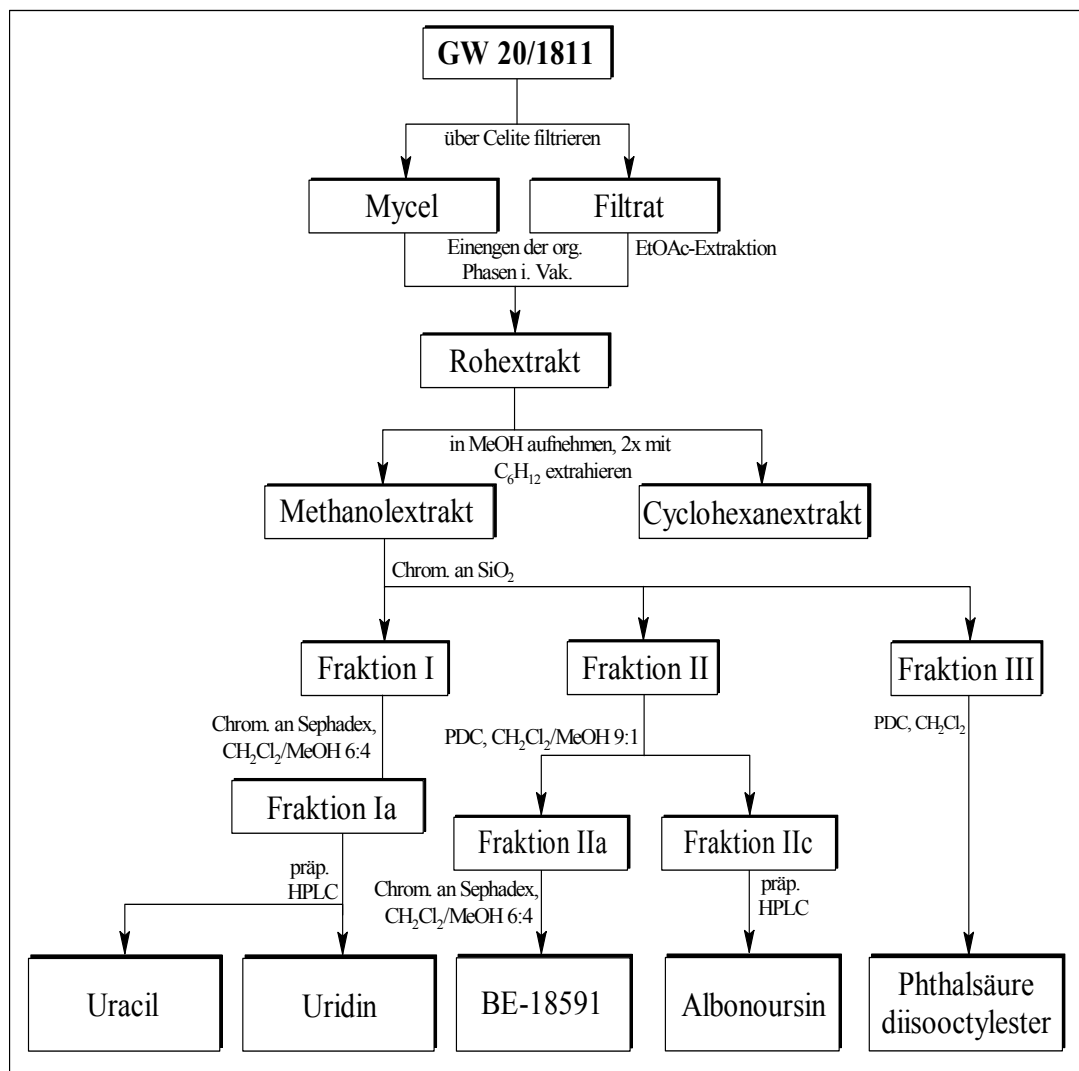 GW 20/1811
über Celite filtrieren
Mycel
Filtrat
Einengen der org.
Phasen i. Vak.
EtOAc-Extraktion
Rohextrakt
in MeOH aufnehmen, 2x mit
C₆H₁₂ extrahieren
Methanolextrakt
Cyclohexanextrakt
Chrom. an SiO₂
Fraktion I
Fraktion II
Fraktion III
Chrom. an Sephadex,
CH₂Cl₂/MeOH 6:4
PDC, CH₂Cl₂/MeOH 9:1
PDC, CH₂Cl₂
Fraktion Ia
Fraktion IIa
Fraktion IIc
präp.
HPLC
Chrom. an Sephadex,
CH₂Cl₂/MeOH 6:4
präp.
HPLC
Uracil
Uridin
BE-18591
Albonoursin
Phthalsäure
diisooctylester